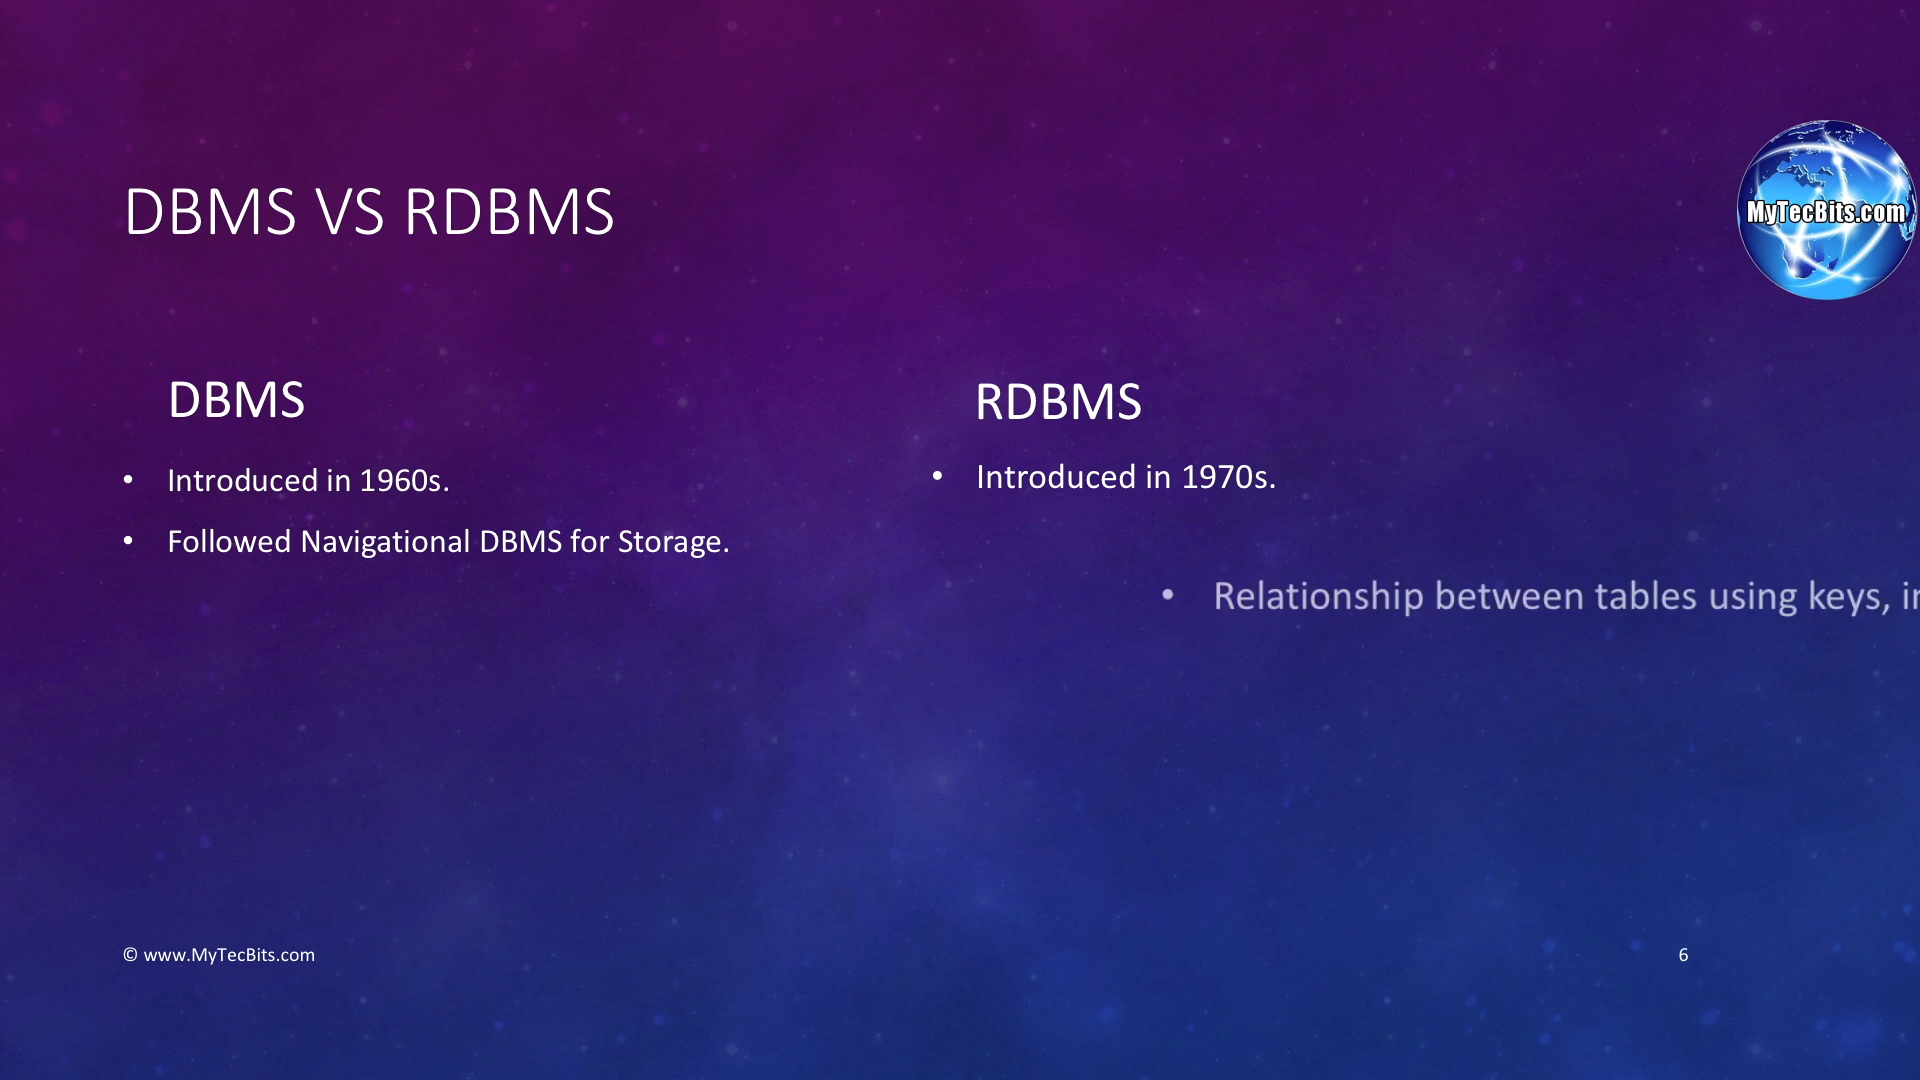 DBMS VS RDBMS
MyTecBits.com
DBMS
• Introduced in 1960s.
• Followed Navigational DBMS for Storage.
RDBMS
• Introduced in 1970s.
• Relationship between tables using keys,
© www.MyTecBits.com
6